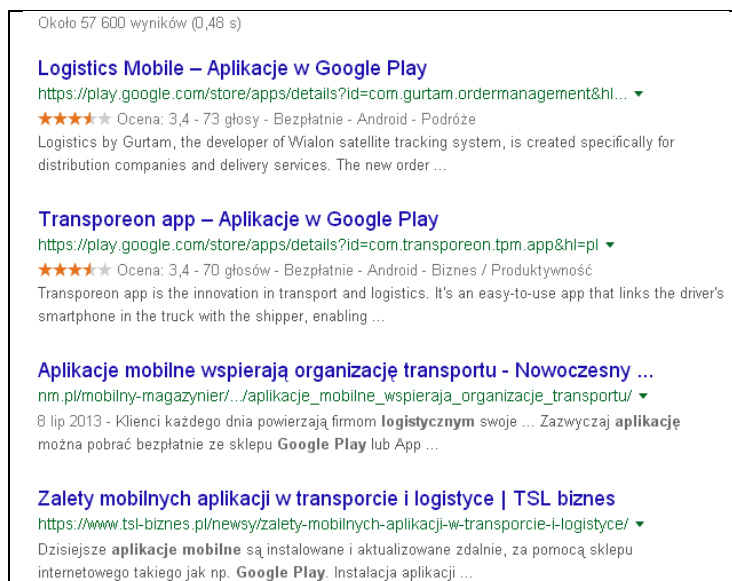 Około 57 600 wyników (0,48 s)
Logistics Mobile – Aplikacje w Google Play
https://play.google.com/store/apps/details?id=com.gurtam.ordermanagement&hl... ▼
Ocena: 3,4 - 73 głosy - Bezpłatnie - Android - Podróże
Logistics by Gurtam, the developer of Wialon satellite tracking system, is created specifically for
distribution companies and delivery services. The new order ...
Transporeon app – Aplikacje w Google Play
https://play.google.com/store/apps/details?id=com.transporeon.tpm.app&hl=pl ▼
Ocena: 3,4 - 70 głosów - Bezpłatnie - Android - Biznes / Produktywność
Transporeon app is the innovation in transport and logistics. It's an easy-to-use app that links the driver's
smartphone in the truck with the shipper, enabling ...
Aplikacje mobilne wspierają organizację transportu - Nowoczesny ...
nm.pl/mobilny-magazynier/.../aplikacje_mobilne_wspieraja_organizacje_transportu/ ▼
8 lip 2013 - Klienci każdego dnia powierzają firmom logistycznym swoje ... Zazwyczaj aplikację
można pobrać bezpłatnie ze sklepu Google Play lub App ...
Zalety mobilnych aplikacji w transporcie i logistyce | TSL biznes
https://www.tsl-biznes.pl/newsy/zalety-mobilnych-aplikacji-w-transporcie-i-logistyce/ ▼
Dzisiejsze aplikacje mobilne są instalowane i aktualizowane zdalnie, za pomocą sklepu
internetowego takiego jak np. Google Play. Instalacja aplikacji ...